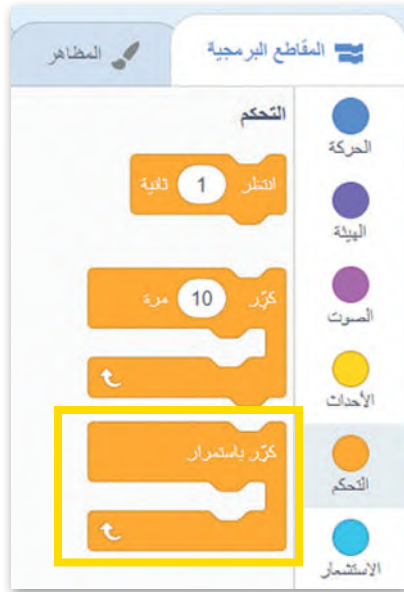 المقاطع البرمجية
المظاهر
التحكم
الحركة
الهيئة
الصوت
الأحداث
التحكم
الاستشعار
انتظر 1 ثانية
كرّر 10 مرة
كرّر باستمرار